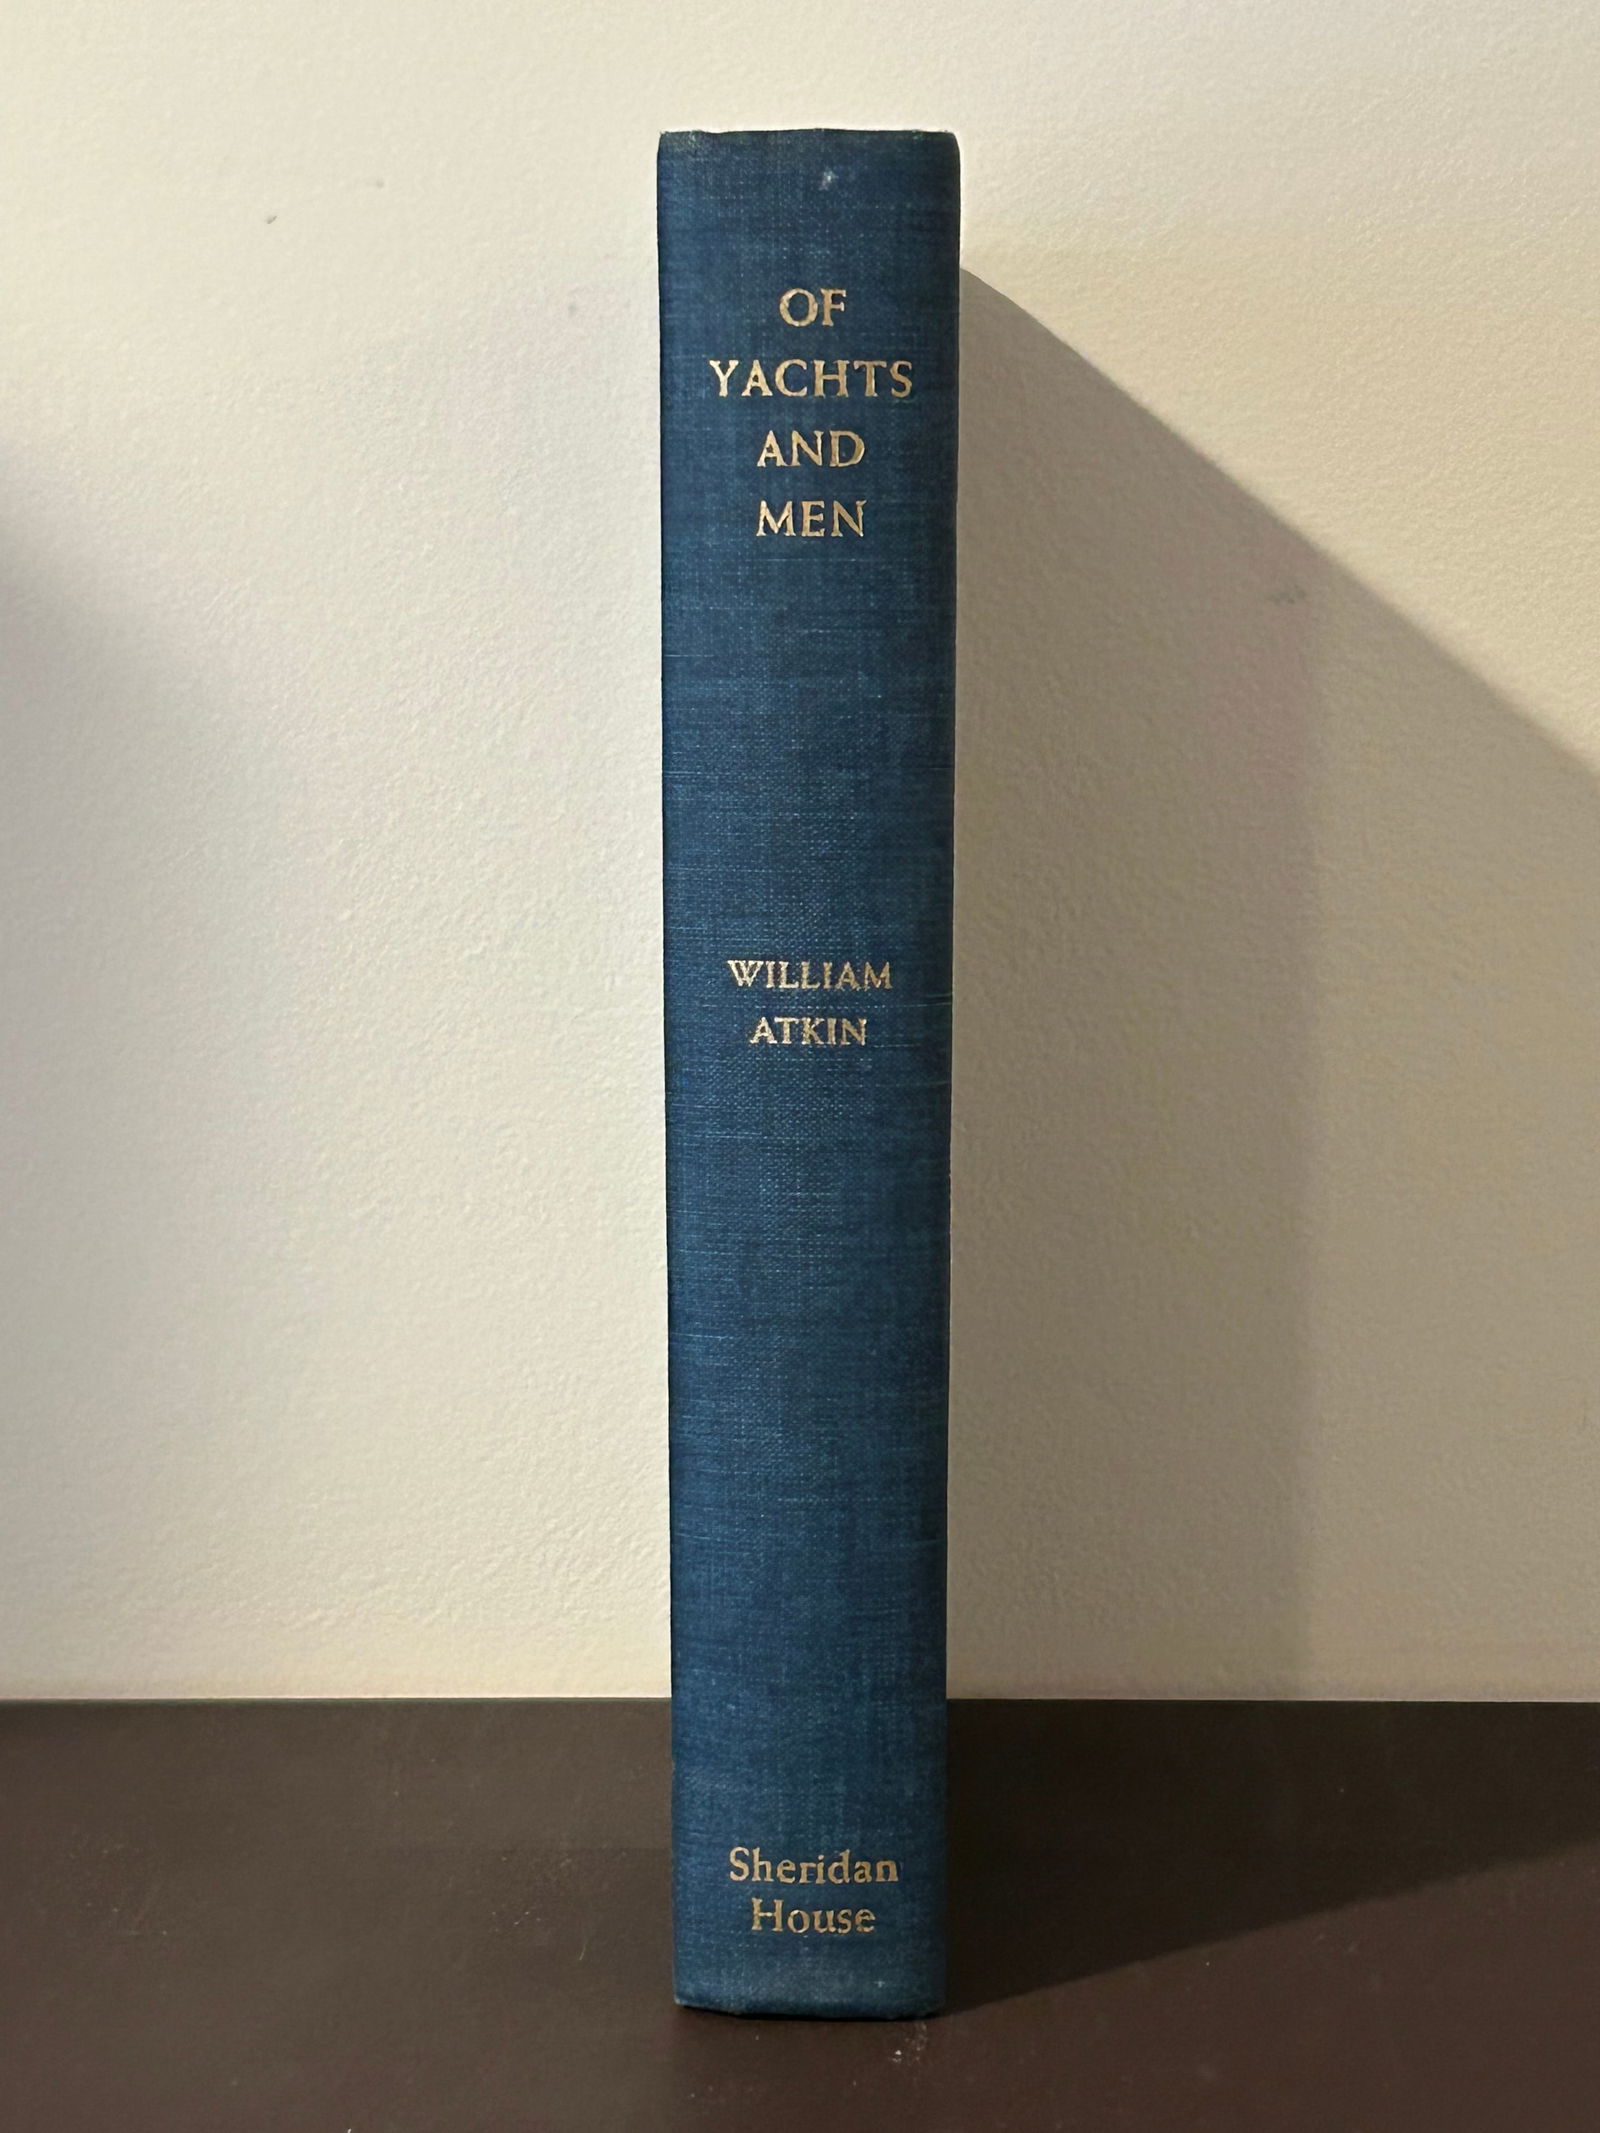 OF
YACHTS
AND
MEN
WILLIAM
ATKIN
Sheridan
House